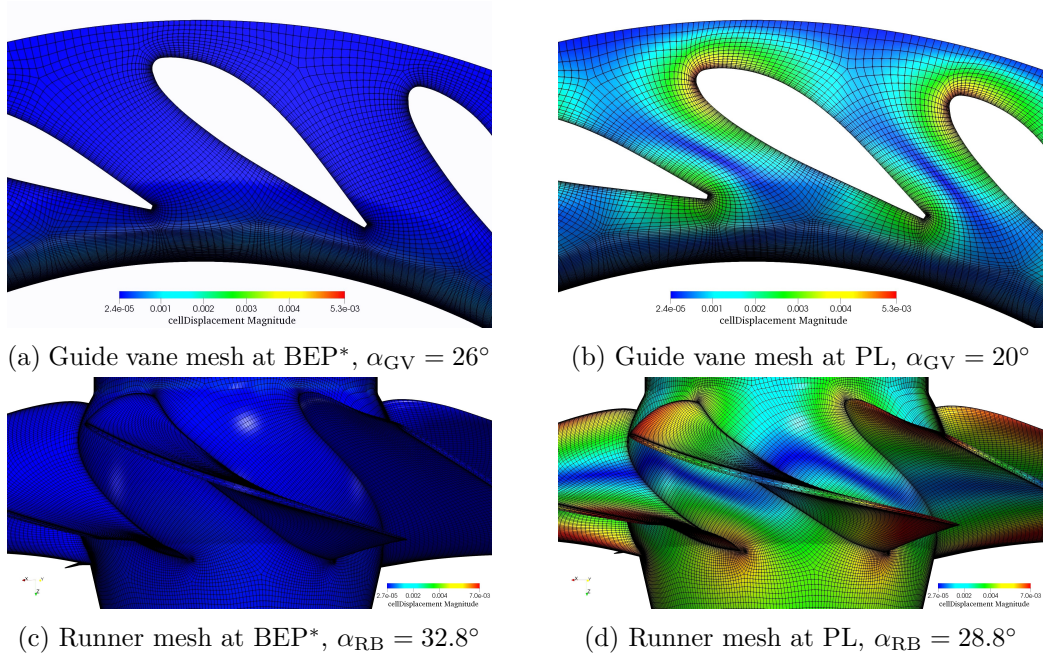 2.4e-05 0.001 0.002 0.003 0.004 5.3e-03
cellDisplacement Magnitude
2.4e-05 0.001 0.002 0.003 0.004 5.3e-03
cellDisplacement Magnitude
(a) Guide vane mesh at BEP*, α_GV = 26°
(b) Guide vane mesh at PL, α_GV = 20°
X Y
Z
2.7e-05 0.002 0.004 7.0e-03
cellDisplacement Magnitude
X Y
Z
2.7e-05 0.002 0.004 7.0e-03
cellDisplacement Magnitude
(c) Runner mesh at BEP*, α_RB = 32.8°
(d) Runner mesh at PL, α_RB = 28.8°